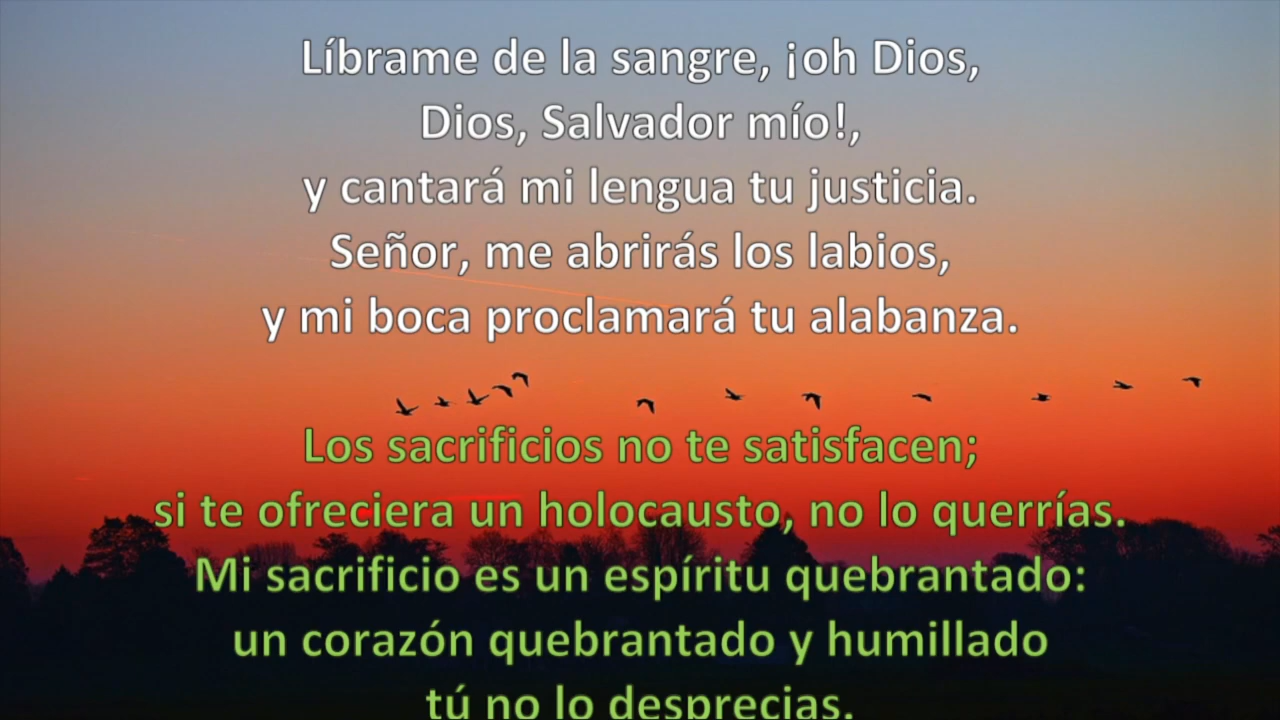 Líbrame de la sangre, ¡oh Dios,
Dios, Salvador mío!,
y cantará mi lengua tu justicia.
Señor, me abrirás los labios,
y mi boca proclamará tu alabanza.
Los sacrificios no te satisfacen;
si te ofreciera un holocausto, no lo querrías.
Mi sacrificio es un espíritu quebrantado:
un corazón quebrantado y humillado
tú no lo desprecias.